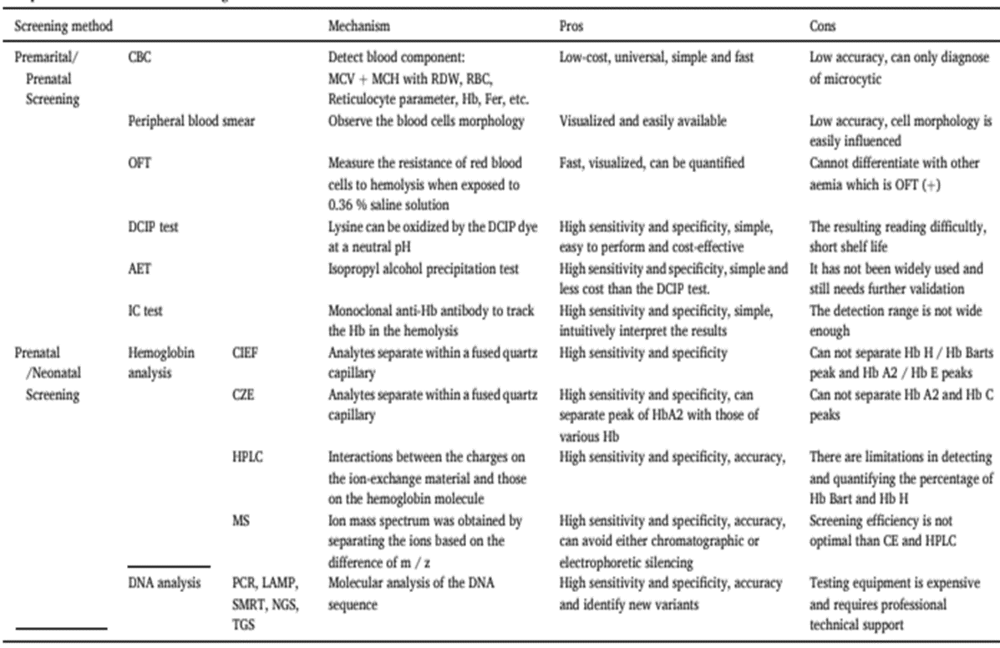 Screening method Mechanism Pros Cons
Premarital/ CBC Detect blood component: Low-cost, universal, simple and fast Low accuracy, can only diagnose
Prenatal MCV + MCH with RDW, RBC, of microcytic
Screening Reticulocyte parameter, Hb, Fer, etc.
Peripheral blood smear Observe the blood cells morphology Visualized and easily available Low accuracy, cell morphology is
easily influenced
OFT Measure the resistance of red blood Fast, visualized, can be quantified Cannot differentiate with other
cells to hemolysis when exposed to aemia which is OFT (+)
0.36 % saline solution
DCIP test Lysine can be oxidized by the DCIP dye High sensitivity and specificity, simple, The resulting reading difficultly,
at a neutral pH easy to perform and cost-effective short shelf life
AET Isopropyl alcohol precipitation test High sensitivity and specificity, simple and It has not been widely used and
less cost than the DCIP test. still needs further validation
IC test Monoclonal anti-Hb antibody to track High sensitivity and specificity, simple, The detection range is not wide
the Hb in the hemolysis intuitively interpret the results enough
Prenatal Hemoglobin CIEF Analytes separate within a fused quartz High sensitivity and specificity Can not separate Hb H / Hb Barts
/Neonatal analysis capillary peak and Hb A2 / Hb E peaks
Screening CZE Analytes separate within a fused quartz High sensitivity and specificity, can Can not separate Hb A2 and Hb C
capillary separate peak of HbA2 with those of peaks
various Hb
HPLC Interactions between the charges on High sensitivity and specificity, accuracy, There are limitations in detecting
the ion-exchange material and those and quantifying the percentage of
on the hemoglobin molecule Hb Bart and Hb H
MS Ion mass spectrum was obtained by High sensitivity and specificity, accuracy, Screening efficiency is not
separating the ions based on the can avoid either chromatographic or optimal than CE and HPLC
difference of m / z electrophoretic silencing
DNA analysis PCR, LAMP, Molecular analysis of the DNA High sensitivity and specificity, accuracy Testing equipment is expensive
SMRT, NGS, sequence and identify new variants and requires professional
TGS technical support